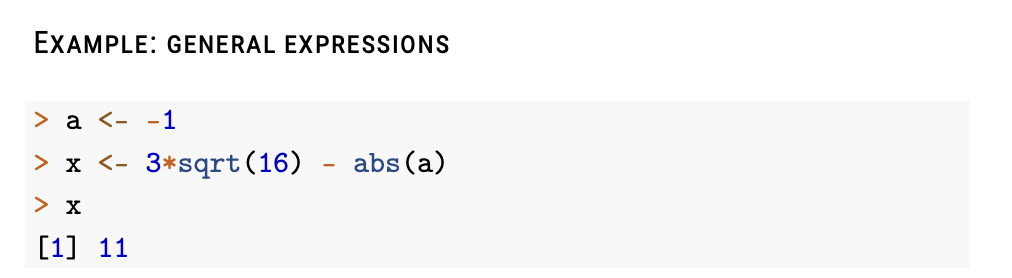 EXAMPLE: GENERAL EXPRESSIONS
> a <- -1
> x <- 3*sqrt(16) - abs(a)
> x
[1] 11